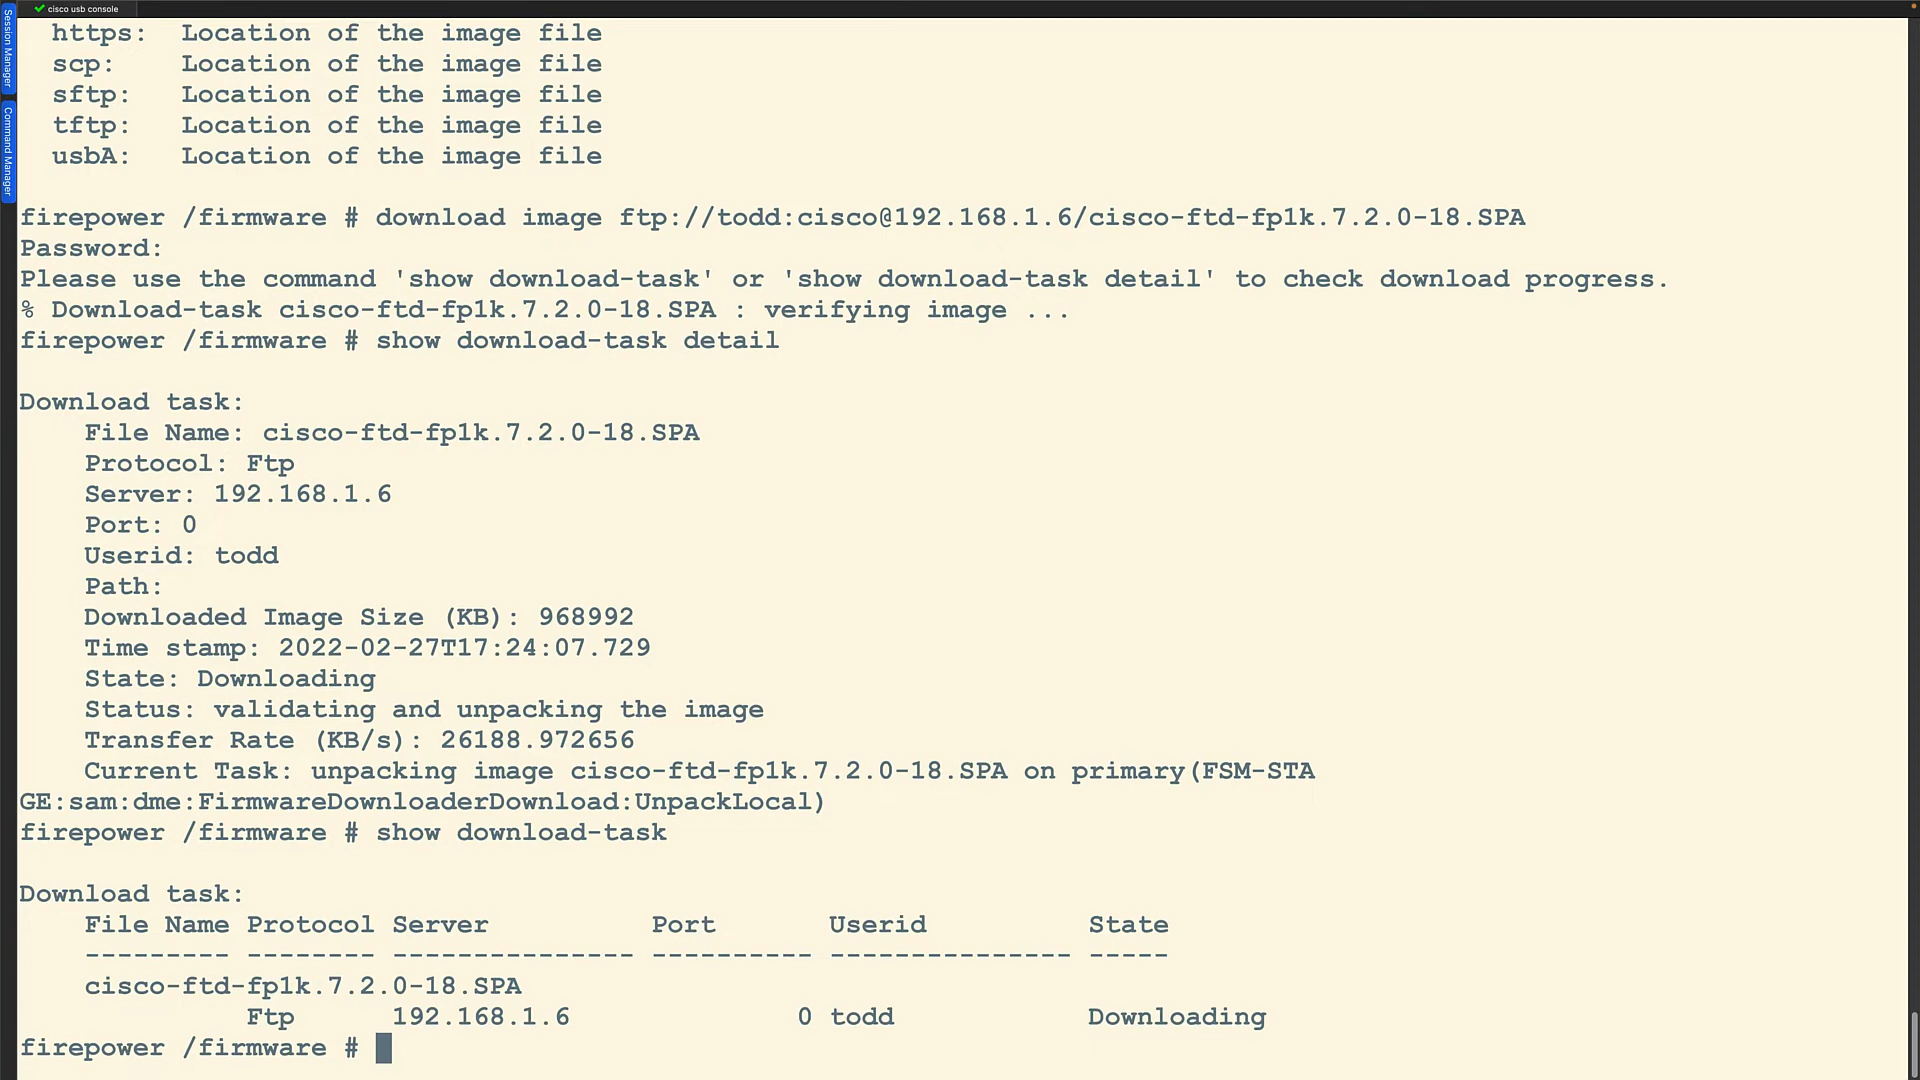 cisco usb console
Session Manager
Command Manager
https:  Location of the image file
scp:    Location of the image file
sftp:   Location of the image file
tftp:   Location of the image file
usbA:   Location of the image file
firepower /firmware # download image ftp://todd:cisco@192.168.1.6/cisco-ftd-fp1k.7.2.0-18.SPA
Password:
Please use the command 'show download-task' or 'show download-task detail' to check download progress.
% Download-task cisco-ftd-fp1k.7.2.0-18.SPA : verifying image ...
firepower /firmware # show download-task detail
Download task:
File Name: cisco-ftd-fp1k.7.2.0-18.SPA
Protocol: Ftp
Server: 192.168.1.6
Port: 0
Userid: todd
Path:
Downloaded Image Size (KB): 968992
Time stamp: 2022-02-27T17:24:07.729
State: Downloading
Status: validating and unpacking the image
Transfer Rate (KB/s): 26188.972656
Current Task: unpacking image cisco-ftd-fp1k.7.2.0-18.SPA on primary(FSM-STA
GE:sam:dme:FirmwareDownloaderDownload:UnpackLocal)
firepower /firmware # show download-task
Download task:
File Name Protocol Server          Port       Userid          State
--------- -------- --------------- ---------- --------------- -----
cisco-ftd-fp1k.7.2.0-18.SPA
Ftp      192.168.1.6              0 todd            Downloading
firepower /firmware #